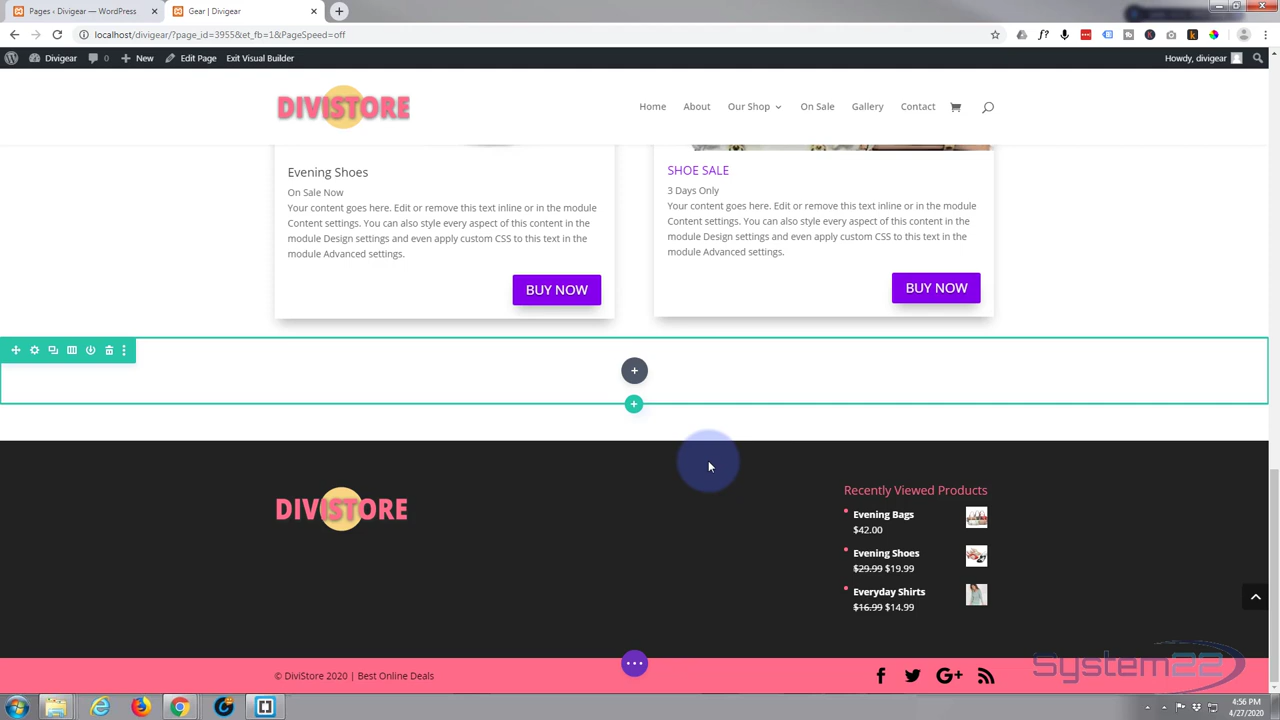 Pages ‹ Divigear — WordPress
Gear | Divigear
localhost/divigear/?page_id=3955&et_fb=1&PageSpeed=off
Divigear
0
New
Edit Page
Exit Visual Builder
Howdy, divigear
DIVISTORE
Home
About
Our Shop
On Sale
Gallery
Contact
Evening Shoes
On Sale Now
Your content goes here. Edit or remove this text inline or in the
module Content settings. You can also style every aspect of this
content in the module Design settings and even apply custom CSS to this text in the
module Advanced settings.
BUY NOW
SHOE SALE
3 Days Only
Your content goes here. Edit or remove this text inline or in the module
Content settings. You can also style every aspect of this content in the
module Design settings and even apply custom CSS to this text in the
module Advanced settings.
BUY NOW
DIVISTORE
Recently Viewed Products
Evening Bags
$42.00
Evening Shoes
$29.99 $19.99
Everyday Shirts
$16.99 $14.99
© DiviStore 2020 | Best Online Deals
System22
4:56 PM
4/27/2020